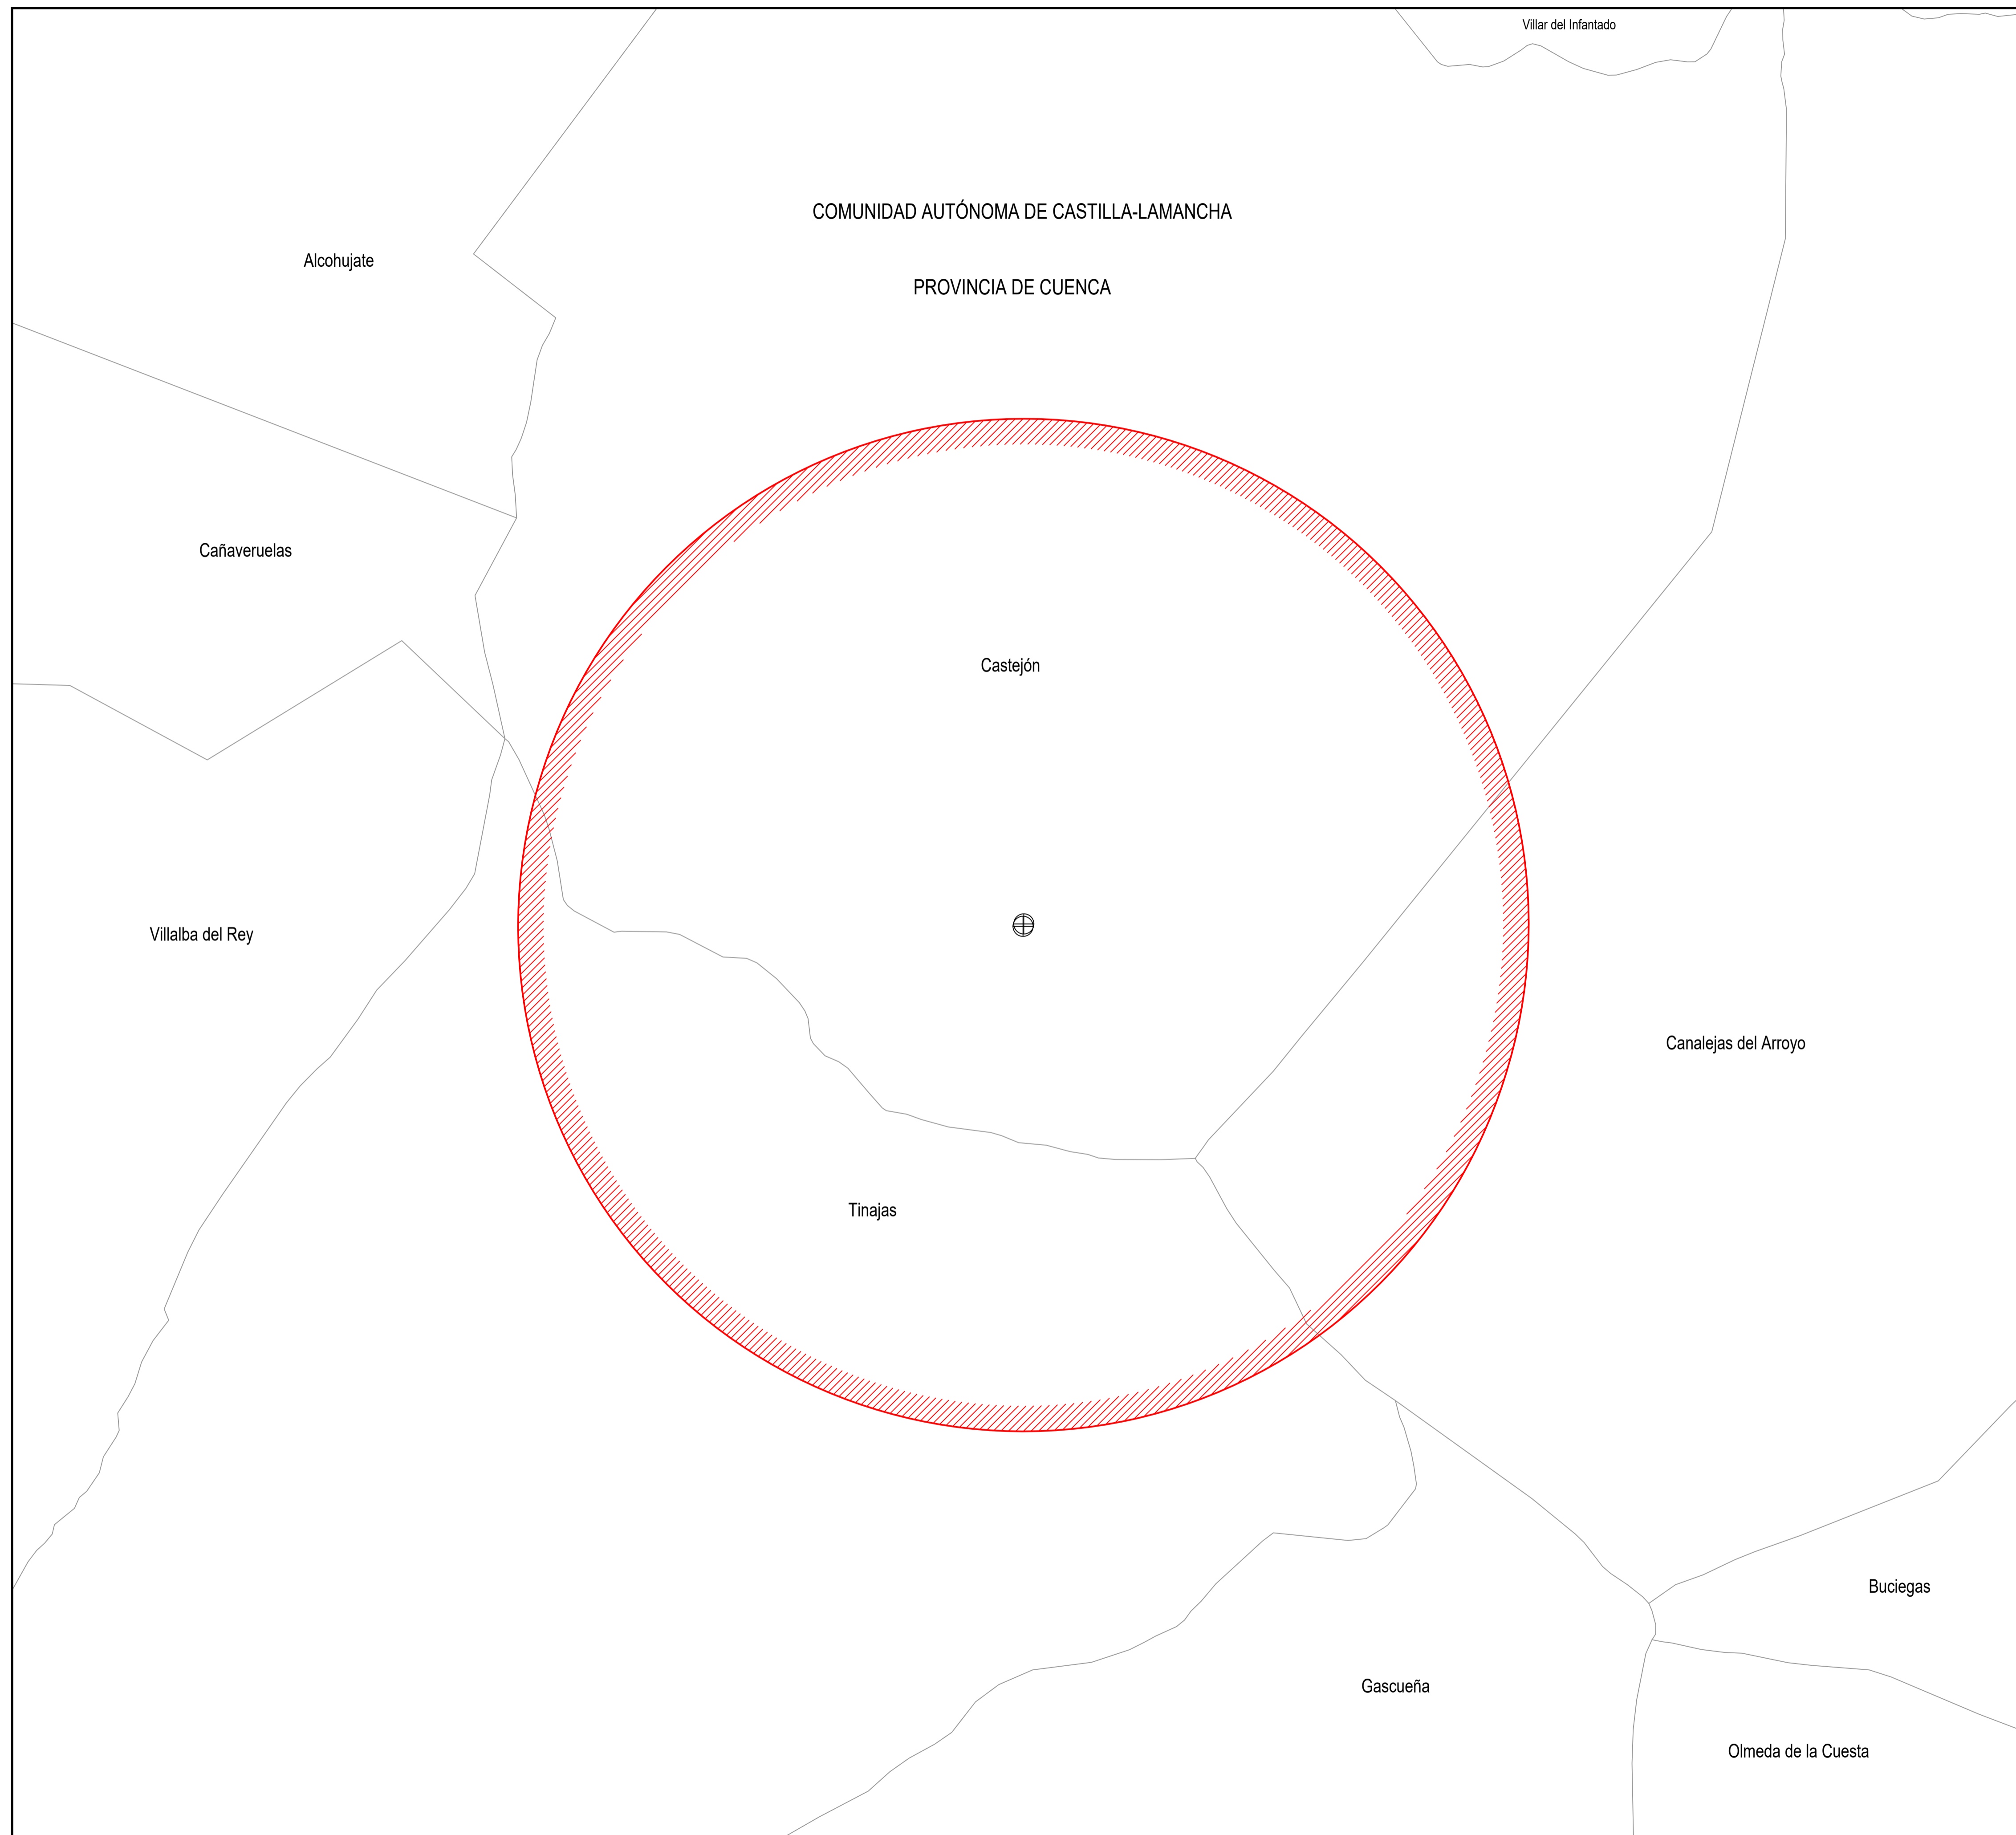 Villar del Infantado
COMUNIDAD AUTÓNOMA DE CASTILLA-LAMANCHA
Alcohujate
PROVINCIA DE CUENCA
Cañaveruelas
Castejón
Villalba del Rey
Canalejas del Arroyo
Tinajas
Buciegas
Gascueña
Olmeda de la Cuesta